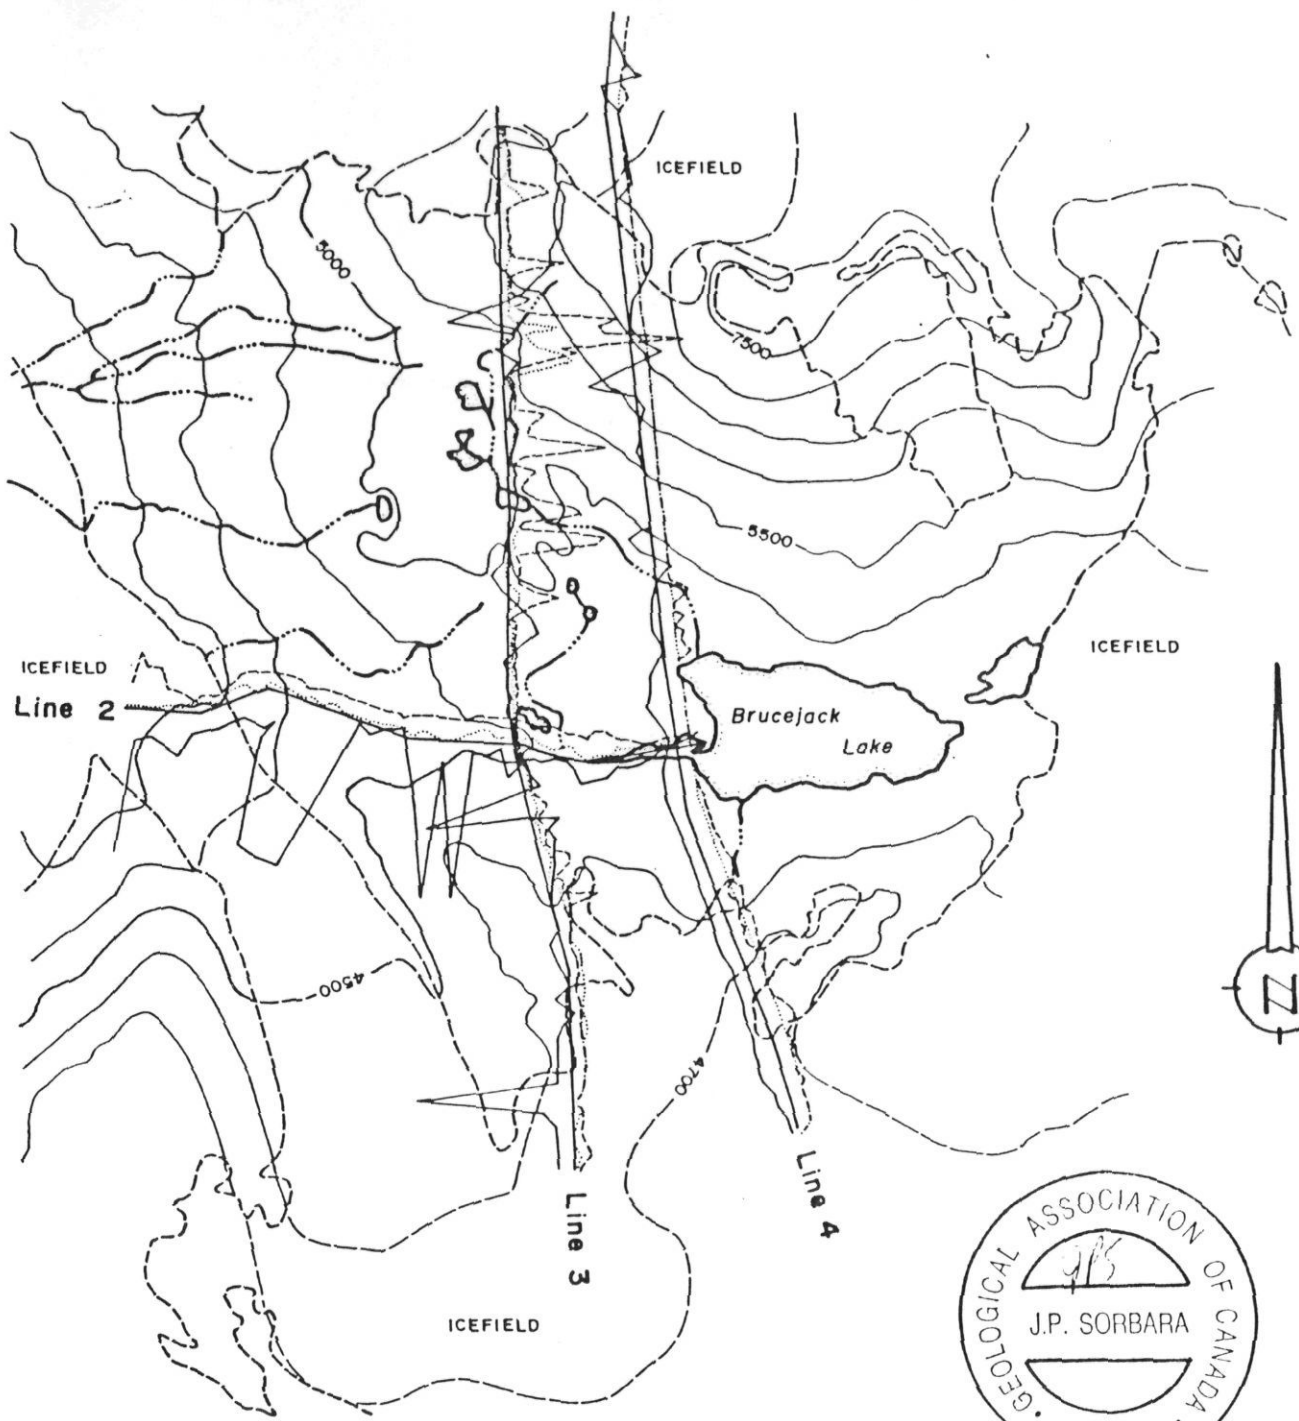 ICEFIELD
5000
7500
5500
ICEFIELD
ICEFIELD
Line 2
Brucejack
Lake
4500
4700
Line 4
Line 3
ICEFIELD
N
GEOLOGICAL ASSOCIATION OF CANADA
J.P. SORBARA